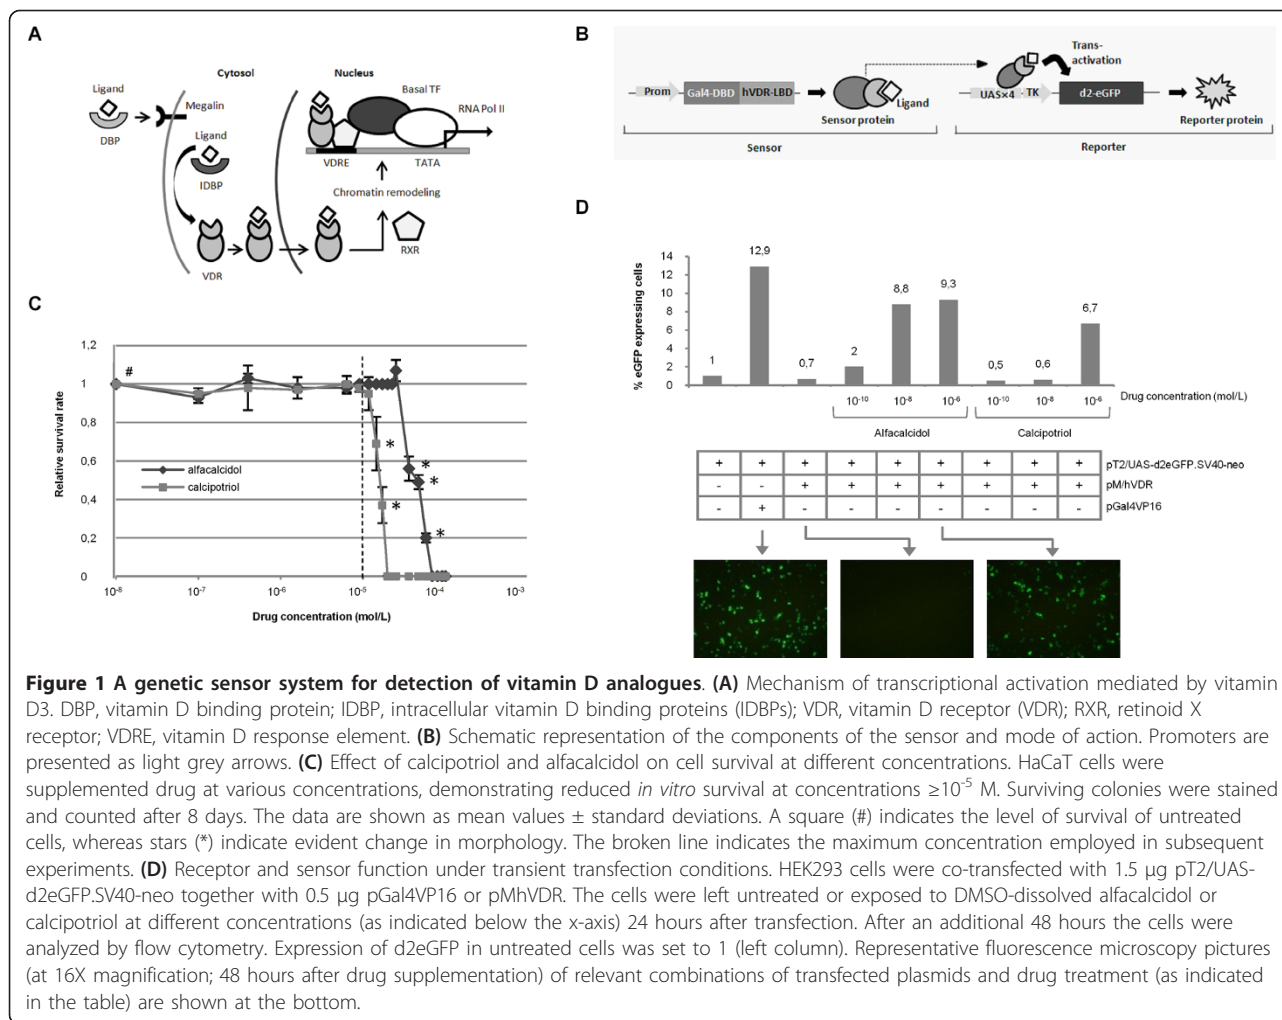 A
Cytosol
Nucleus
Ligand
Megalin
DBP
Ligand
IDBP
VDR
Basal TF
RNA Pol II
VDRE
TATA
Chromatin remodeling
RXR
B
Prom
Gal4-DBD
hVDR-LBD
Ligand
Sensor protein
Sensor
Trans-
activation
UAS×4
TK
d2-eGFP
Reporter protein
Reporter
C
Relative survival rate
1,2
1
0,8
0,6
0,4
0,2
0
#
alfacalcidol
calcipotriol
*
*
*
*
*
10⁻⁸
10⁻⁷
10⁻⁶
10⁻⁵
10⁻⁴
10⁻³
Drug concentration (mol/L)
D
% eGFP expressing cells
14
12
10
8
6
4
2
0
1
12,9
0,7
2
8,8
9,3
0,5
0,6
6,7
10⁻¹⁰ 10⁻⁸ 10⁻⁶ 10⁻¹⁰ 10⁻⁸ 10⁻⁶ Drug concentration (mol/L)
Alfacalcidol Calcipotriol
+ + + + + + + + + pT2/UAS-d2eGFP.SV40-neo
- - + + + + + + + pM/hVDR
- + - - - - - - - pGal4VP16
Figure 1 A genetic sensor system for detection of vitamin D analogues. (A) Mechanism of transcriptional activation mediated by vitamin
D3. DBP, vitamin D binding protein; IDBP, intracellular vitamin D binding proteins (IDBPs); VDR, vitamin D receptor (VDR); RXR, retinoid X
receptor; VDRE, vitamin D response element. (B) Schematic representation of the components of the sensor and mode of action. Promoters are
presented as light grey arrows. (C) Effect of calcipotriol and alfacalcidol on cell survival at different concentrations. HaCaT cells were
supplemented drug at various concentrations, demonstrating reduced in vitro survival at concentrations ≥10⁻⁵ M. Surviving colonies were stained
and counted after 8 days. The data are shown as mean values ± standard deviations. A square (#) indicates the level of survival of untreated
cells, whereas stars (*) indicate evident change in morphology. The broken line indicates the maximum concentration employed in subsequent
experiments. (D) Receptor and sensor function under transient transfection conditions. HEK293 cells were co-transfected with 1.5 μg pT2/UAS-
d2eGFP.SV40-neo together with 0.5 μg pGal4VP16 or pMhVDR. The cells were left untreated or exposed to DMSO-dissolved alfacalcidol or
calcipotriol at different concentrations (as indicated below the x-axis) 24 hours after transfection. After an additional 48 hours the cells were
analyzed by flow cytometry. Expression of d2eGFP in untreated cells was set to 1 (left column). Representative fluorescence microscopy pictures
(at 16X magnification; 48 hours after drug supplementation) of relevant combinations of transfected plasmids and drug treatment (as indicated
in the table) are shown at the bottom.